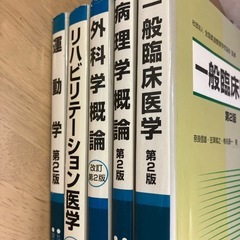 運動学 第2版
リハビリテーション医学
外科学概論 改訂第2版
病理学概論 第2版
一般臨床医学 第2版
一般臨床
第2版